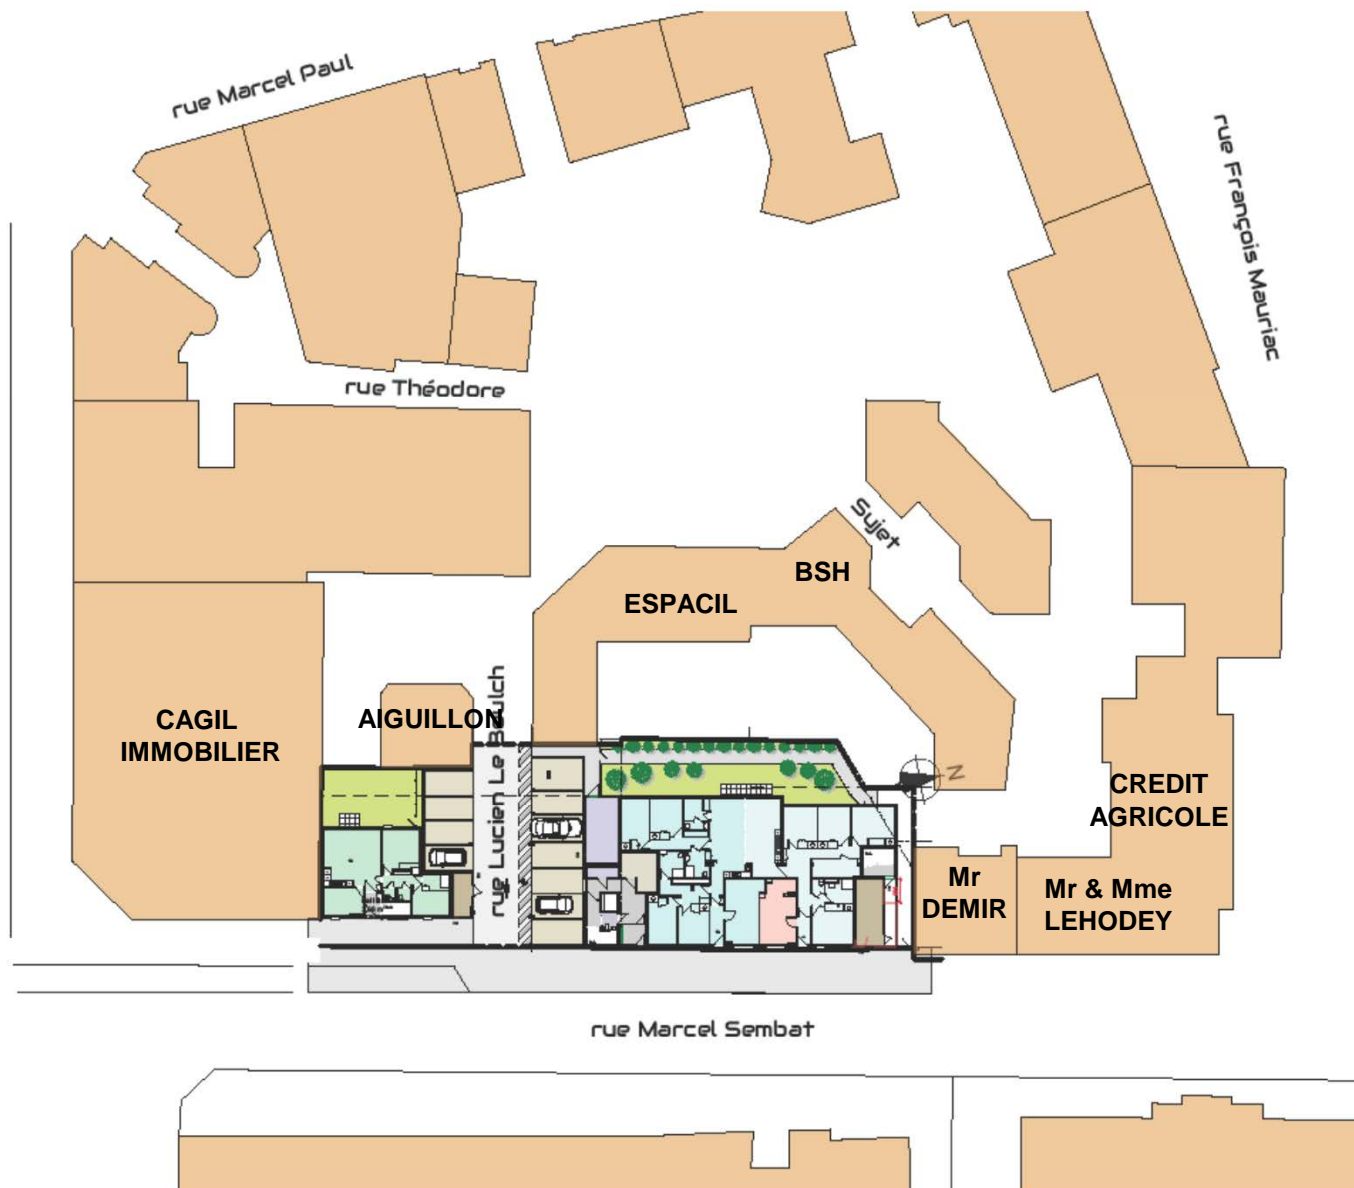 rue Marcel Paul
rue François Mauriac
rue Théodore
Sujet
BSH
ESPACIL
rue Lucien Le Baulch
CAGIL
IMMOBILIER
AIGUILLON
N
CREDIT
AGRICOLE
Mr
DEMIR
Mr & Mme
LEHODEY
rue Marcel Sembat